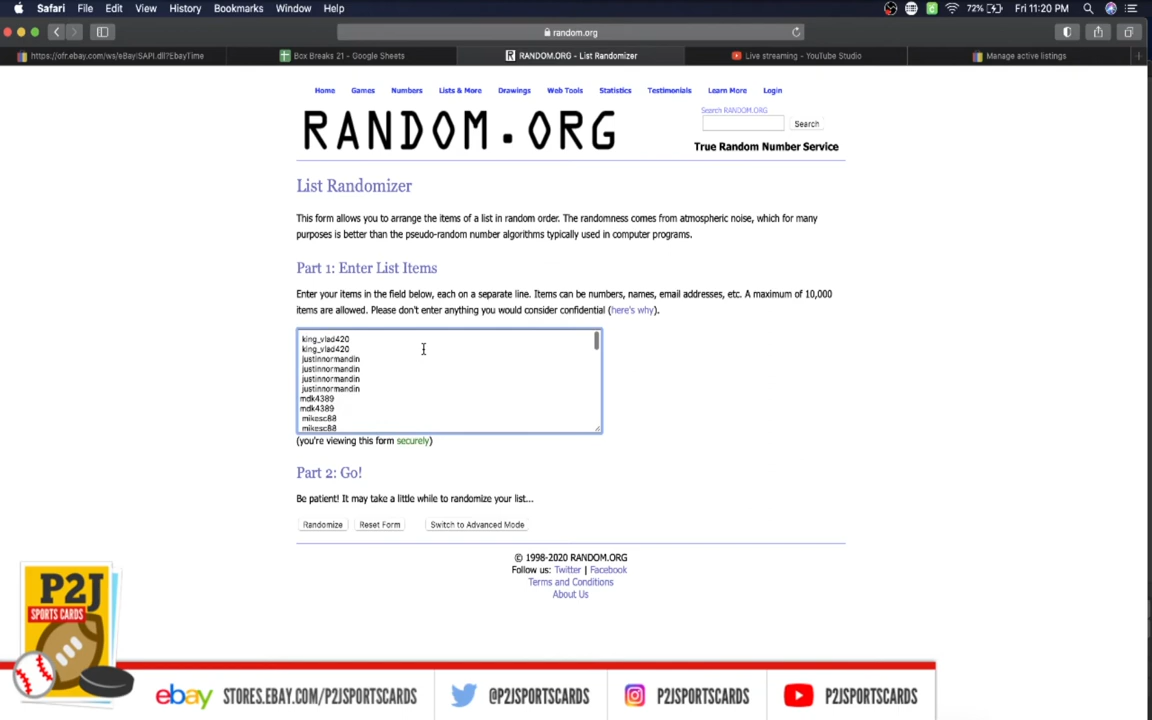 Safari File Edit View History Bookmarks Window Help 72% Fri 11:20 PM
random.org
https://ofr.ebay.com/ws/eBayISAPI.dll?EbayTime Box Breaks 21 - Google Sheets RANDOM.ORG - List Randomizer Live streaming - YouTube Studio Manage active listings
Home Games Numbers Lists & More Drawings Web Tools Statistics Testimonials Learn More Login
RANDOM.ORG
Search RANDOM.ORG
Search
True Random Number Service
List Randomizer
This form allows you to arrange the items of a list in random order. The randomness comes from atmospheric noise, which for many
purposes is better than the pseudo-random number algorithms typically used in computer programs.
Part 1: Enter List Items
Enter your items in the field below, each on a separate line. Items can be numbers, names, email addresses, etc. A maximum of 10,000
items are allowed. Please don't enter anything you would consider confidential (here's why).
king_vlad420
king_vlad420
justinnormandin
justinnormandin
justinnormandin
justinnormandin
mdk4389
mdk4389
mikesc88
mikesc88
(you're viewing this form securely)
Part 2: Go!
Be patient! It may take a little while to randomize your list...
Randomize Reset Form Switch to Advanced Mode
© 1998-2020 RANDOM.ORG
Follow us: Twitter | Facebook
Terms and Conditions
About Us
P2J
SPORTS CARDS
ebay STORES.EBAY.COM/P2JSPORTSCARDS @P2JSPORTSCARDS P2JSPORTSCARDS P2JSPORTSCARDS